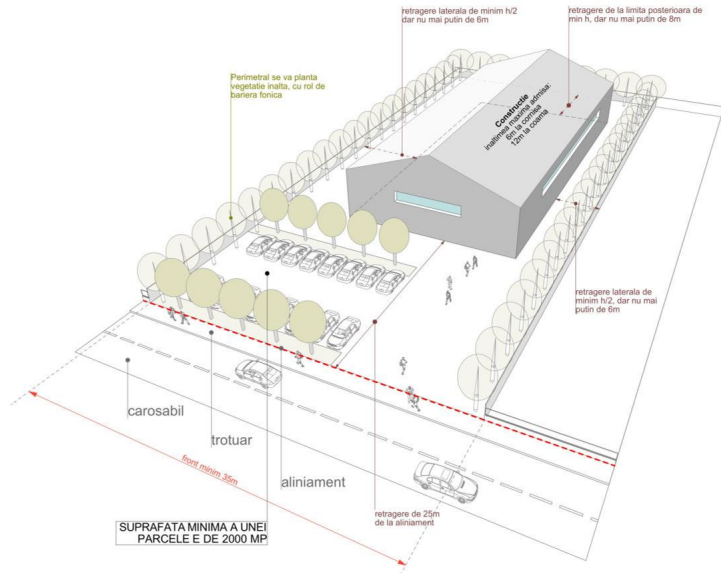 retragere laterala de minim h/2
dar nu mai putin de 6m
retragere de la limita posterioara de
min h, dar nu mai putin de 8m
Perimetral se va planta
vegetatie inalta, cu rol de
bariera fonica
Constructie
inaltimea maxima admisa:
6m la cornisa
12m la coama
retragere laterala de
minim h/2, dar nu mai
putin de 6m
carosabil
trotuar
aliniament
front minim 35m
retragere de 25m
de la aliniament
SUPRAFATA MINIMA A UNEI
PARCELE E DE 2000 MP